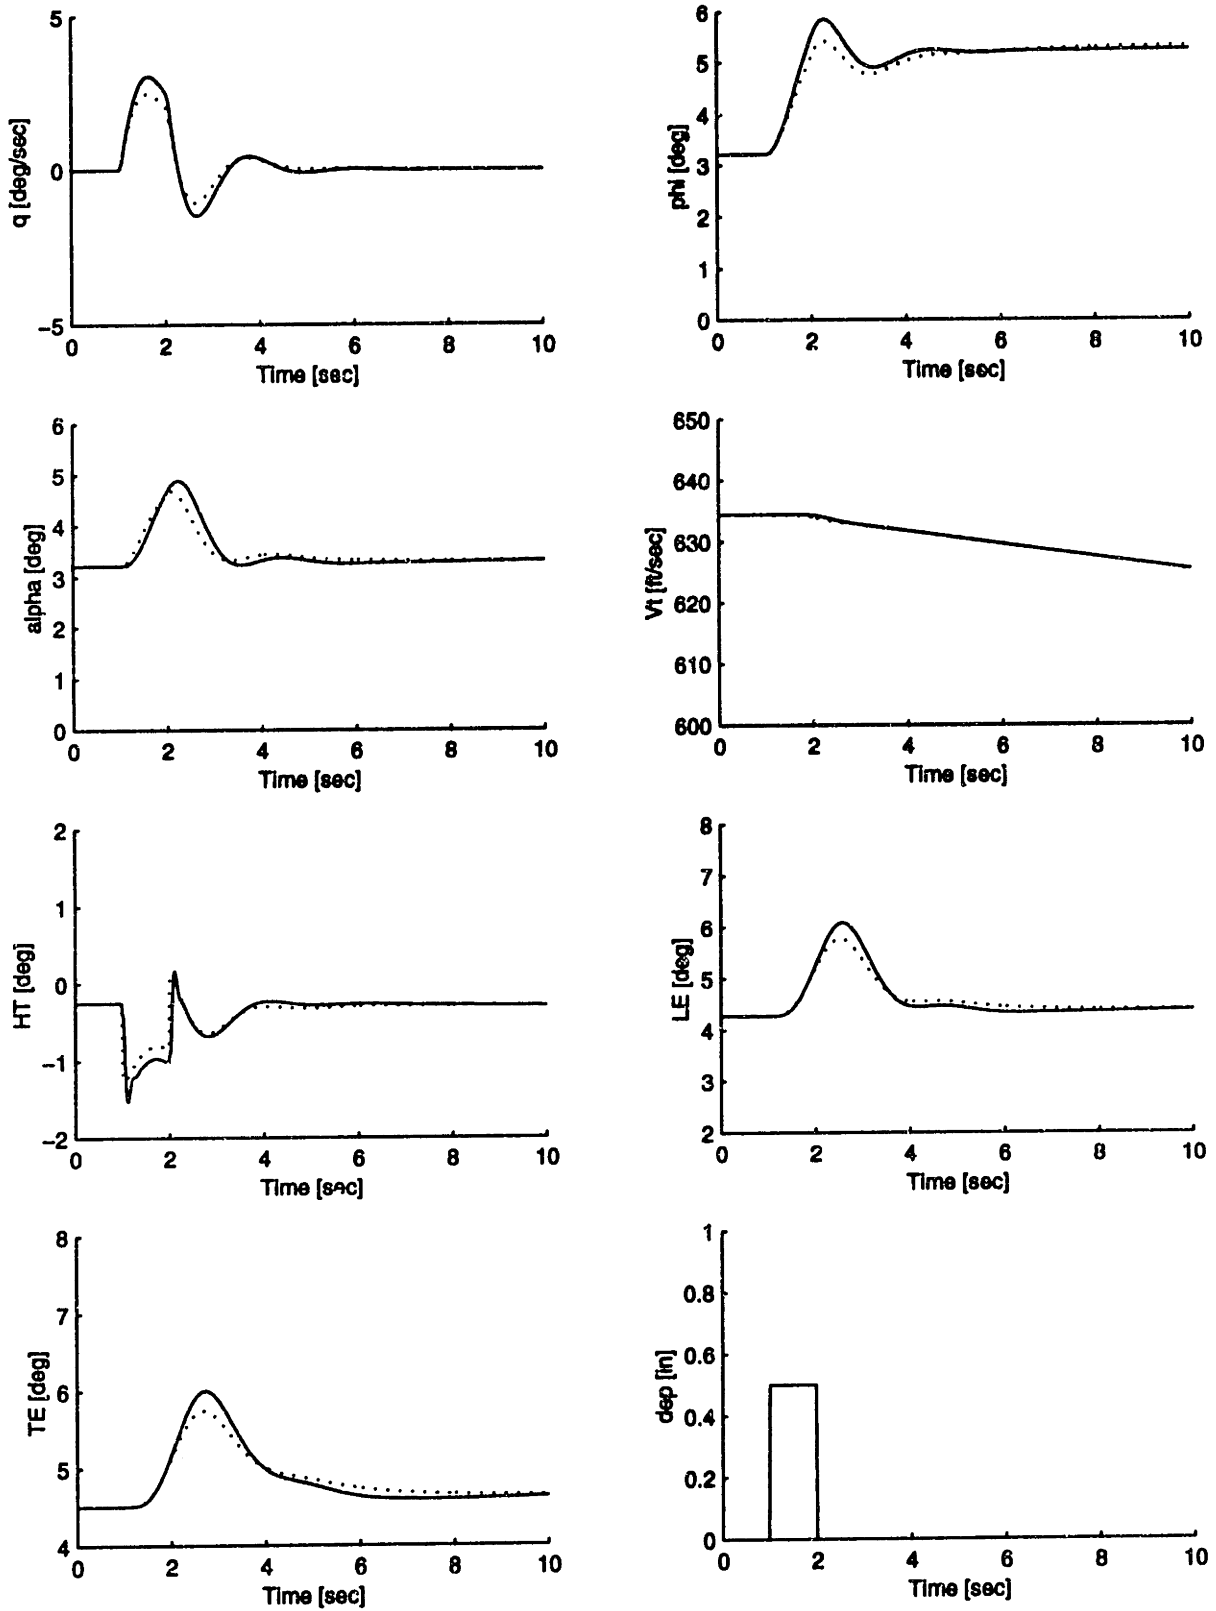 5
0
−5
q [deg/sec]
0 2 4 6 8 10
Time [sec]
6
5
4
3
2
1
0
phi [deg]
0 2 4 6 8 10
Time [sec]
6
5
4
3
2
1
0
alpha [deg]
0 2 4 6 8 10
Time [sec]
650
640
630
620
610
600
Vt [ft/sec]
0 2 4 6 8 10
Time [sec]
2
1
0
−1
−2
HT [deg]
0 2 4 6 8 10
Time [sec]
8
7
6
5
4
3
2
LE [deg]
0 2 4 6 8 10
Time [sec]
8
7
6
5
4
TE [deg]
0 2 4 6 8 10
Time [sec]
1
0.8
0.6
0.4
0.2
0
dep [in]
0 2 4 6 8 10
Time [sec]